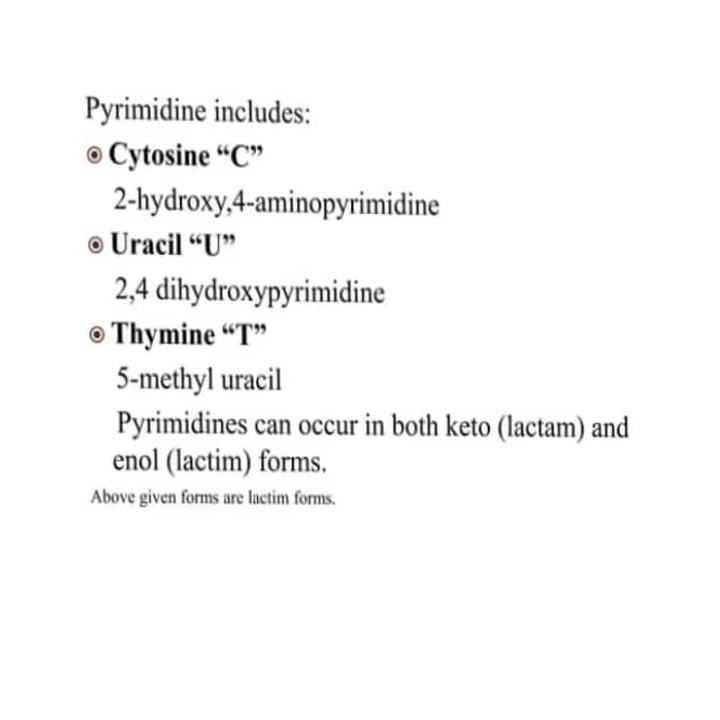 Pyrimidine includes:
Cytosine “C”
2-hydroxy,4-aminopyrimidine
Uracil “U”
2,4 dihydroxypyrimidine
Thymine “T”
5-methyl uracil
Pyrimidines can occur in both keto (lactam) and
enol (lactim) forms.
Above given forms are lactim forms.